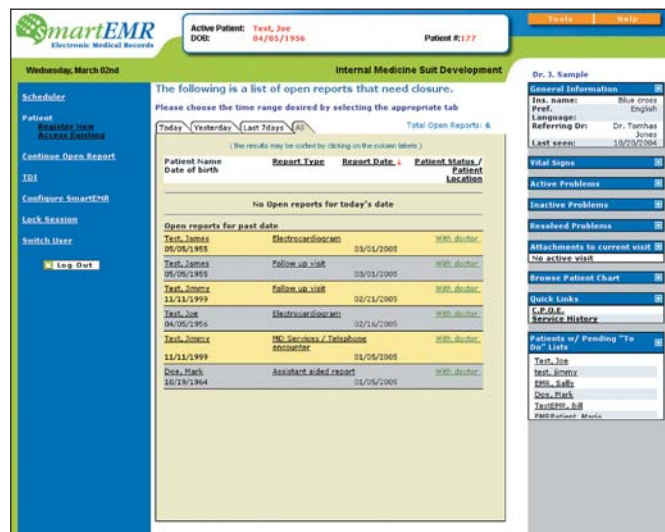 smartEMR
Electronic Medical Records
Active Patient: Test, Joe
DOB: 04/05/1956
Patient #:177
Tools
Help
Wednesday, March 02nd
Internal Medicine Suit Development
Dr. J. Sample
Scheduler
Patient
Register New
Access Existing
Continue Open Report
TDI
Configure SmartEMR
Lock Session
Switch User
Log Out
The following is a list of open reports that need closure.
Please choose the time range desired by selecting the appropriate tab
Today
Yesterday
Last 7days
All
Total Open Reports: 6
(the results may be sorted by clicking on the column labels)
Patient Name
Date of birth
Report Type
Report Date
Patient Status /
Patient
Location
No Open reports for today's date
Open reports for past date
Test, James Electrocardiogram With doctor
05/05/1955 03/01/2005
Test, James Follow up visit With doctor
05/05/1955 03/01/2005
Test, Jimmy Follow up visit With doctor
11/11/1999 02/21/2005
Test, Joe Electrocardiogram With doctor
04/05/1956 02/16/2005
Test, Jimmy MD Services / Telephone With doctor
encounter
11/11/1999 01/05/2005
Doe, Mark Assistant aided report With doctor
10/19/1964 01/05/2005
General Information
Ins. name: Blue cross
Pref. English
Language:
Referring Dr: Dr. Tomhas
Jones
Last seen: 10/20/2004
Vital Signs
Active Problems
Inactive Problems
Resolved Problems
Attachments to current visit
No active visit
Browse Patient Chart
Quick Links
C.P.O.E.
Service History
Patients w/ Pending "To
Do" Lists
Test, Joe
test, jimmy
EMR, Sally
Doe, Mark
TestEMR, Bill
EMRPatient, Maria